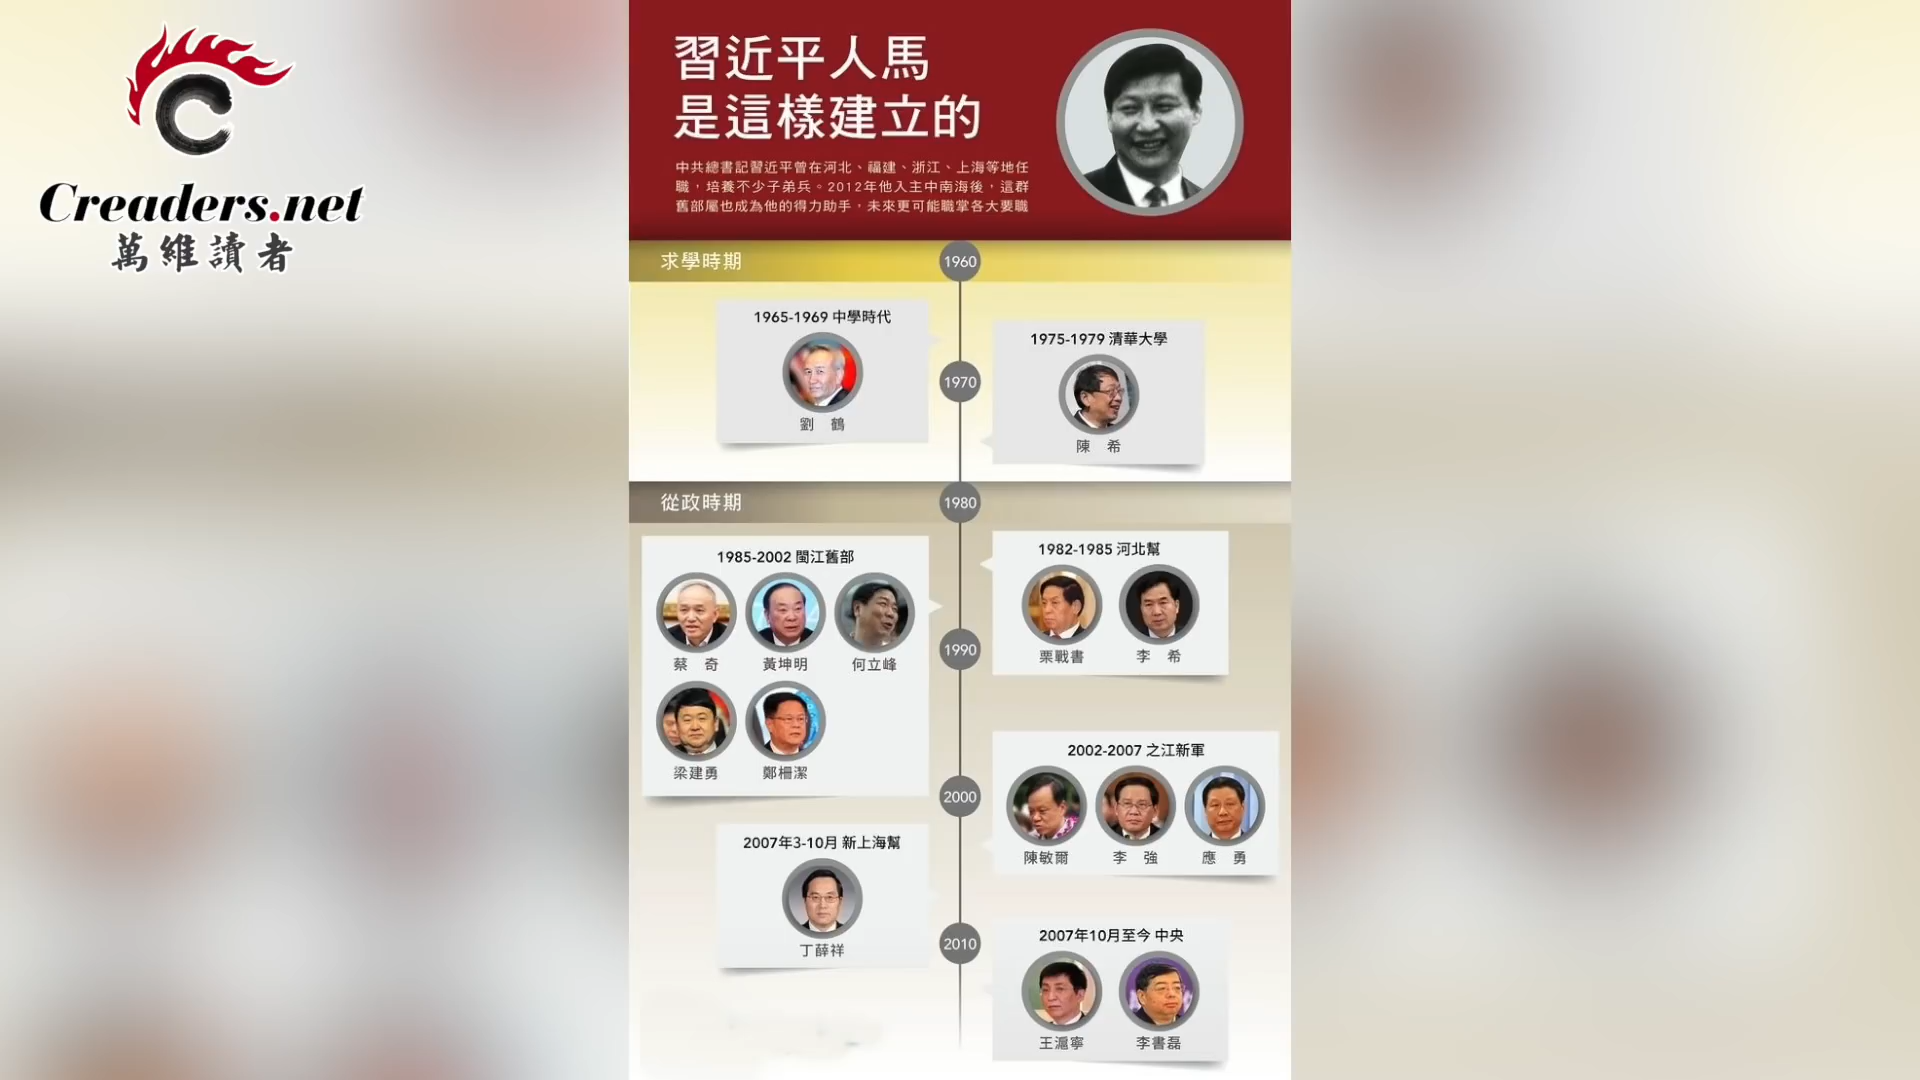 Creaders.net
萬維讀者
習近平人馬
是這樣建立的
中共總書記習近平曾在河北、福建、浙江、上海等地任
職，培養不少子弟兵。2012年他入主中南海後，這群
舊部屬也成為他的得力助手，未來更可能職掌各大要職
求學時期
1960
1965-1969 中學時代
劉 鶴
1970
1975-1979 清華大學
陳 希
從政時期
1980
1985-2002 閩江舊部
蔡 奇
黃坤明
何立峰
梁建勇
鄭柵潔
1982-1985 河北幫
栗戰書
李 希
1990
2000
2002-2007 之江新軍
陳敏爾
李 強
應 勇
2007年3-10月 新上海幫
丁薛祥
2010
2007年10月至今 中央
王滬寧
李書磊